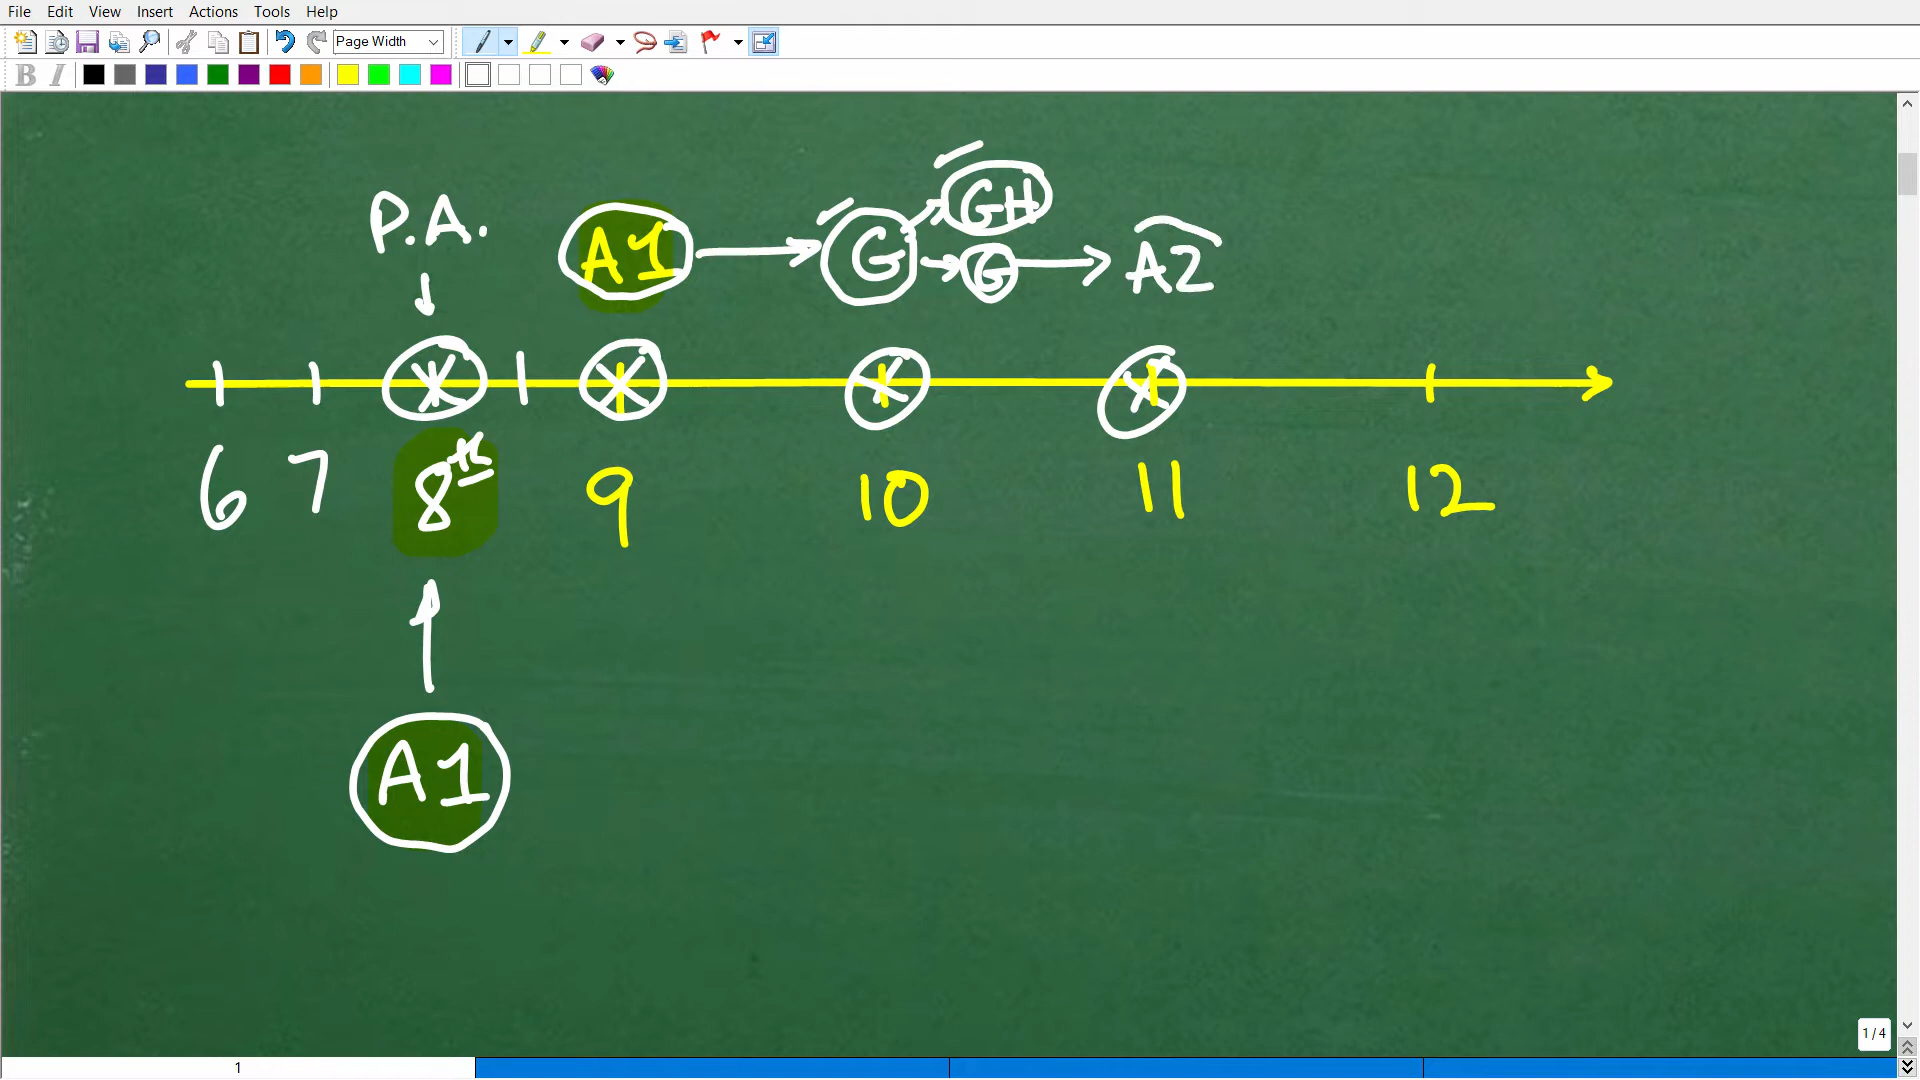 File Edit View Insert Actions Tools Help
Page Width
B I
GH
P.A. A1 G G A2
6 7 8th 9 10 11 12
A1
1 / 4
1